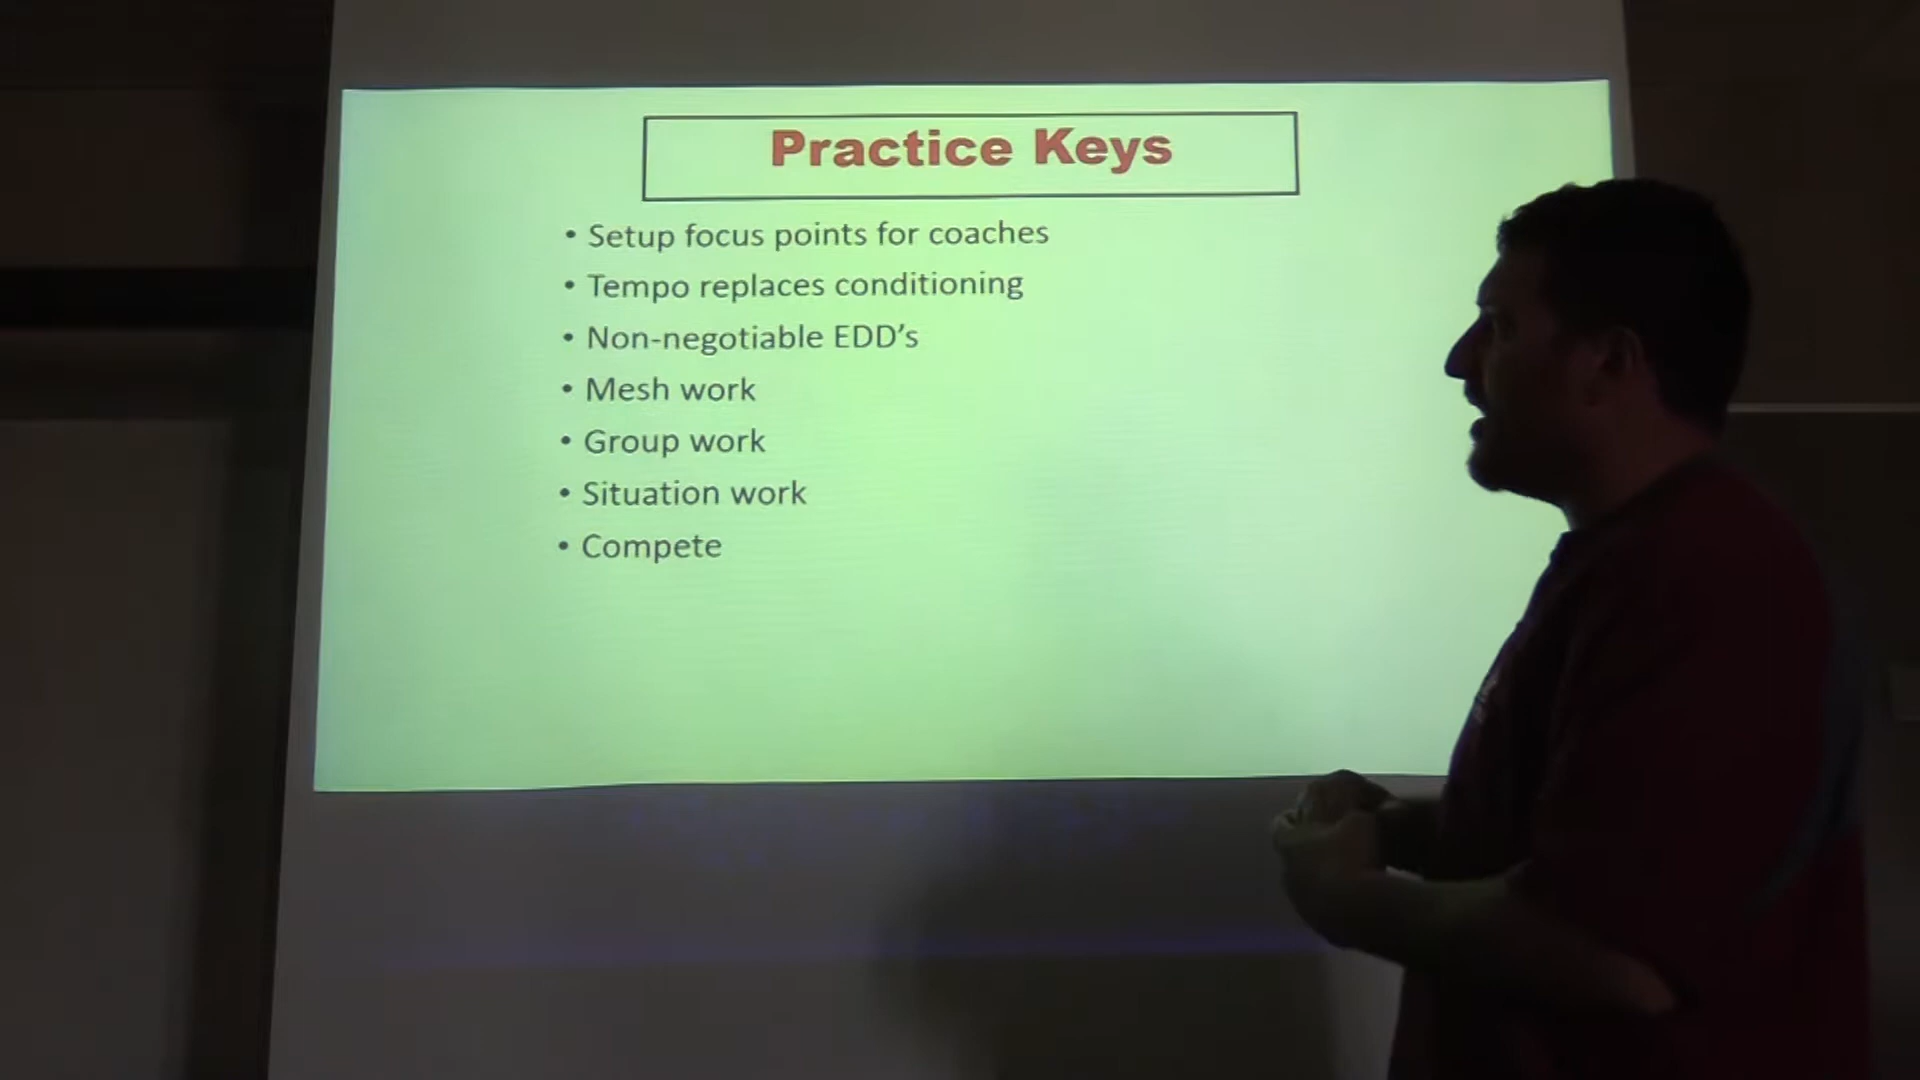 Practice Keys
• Setup focus points for coaches
• Tempo replaces conditioning
• Non-negotiable EDD's
• Mesh work
• Group work
• Situation work
• Compete